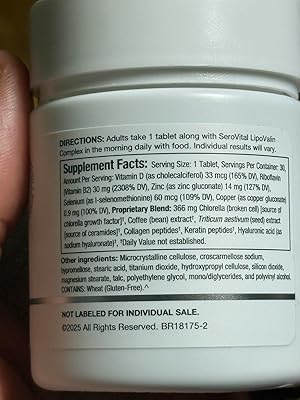 DIRECTIONS: Adults take 1 tablet along with SeroVital LipoValin
Complex in the morning daily with food. Individual results will vary.
Supplement Facts: Serving Size: 1 Tablet, Servings Per Container: 30,
Amount Per Serving: Vitamin D (as cholecalciferol) 33 mcg (165% DV), Riboflavin
(Vitamin B2) 30 mg (2308% DV), Zinc (as zinc gluconate) 14 mg (127% DV),
Selenium (as l-selenomethionine) 60 mcg (109% DV), Copper (as copper gluconate)
0.9 mg (100% DV), Proprietary Blend: 366 mg Chlorella (broken cell) [source of
chlorella growth factor]†, Coffee (bean) extract†, Triticum aestivum (seed) extract
[source of ceramides]†, Collagen peptides†, Keratin peptides†, Hyaluronic acid (as
sodium hyaluronate)† †Daily Value not established.
Other ingredients: Microcrystalline cellulose, croscarmellose sodium,
hypromellose, stearic acid, titanium dioxide, hydroxypropyl cellulose, silicon dioxide,
magnesium stearate, talc, polyethylene glycol, mono/diglycerides, and polyvinyl alcohol.
CONTAINS: Wheat (Gluten-Free).^
NOT LABELED FOR INDIVIDUAL SALE.
©2025 All Rights Reserved. BR18175-2